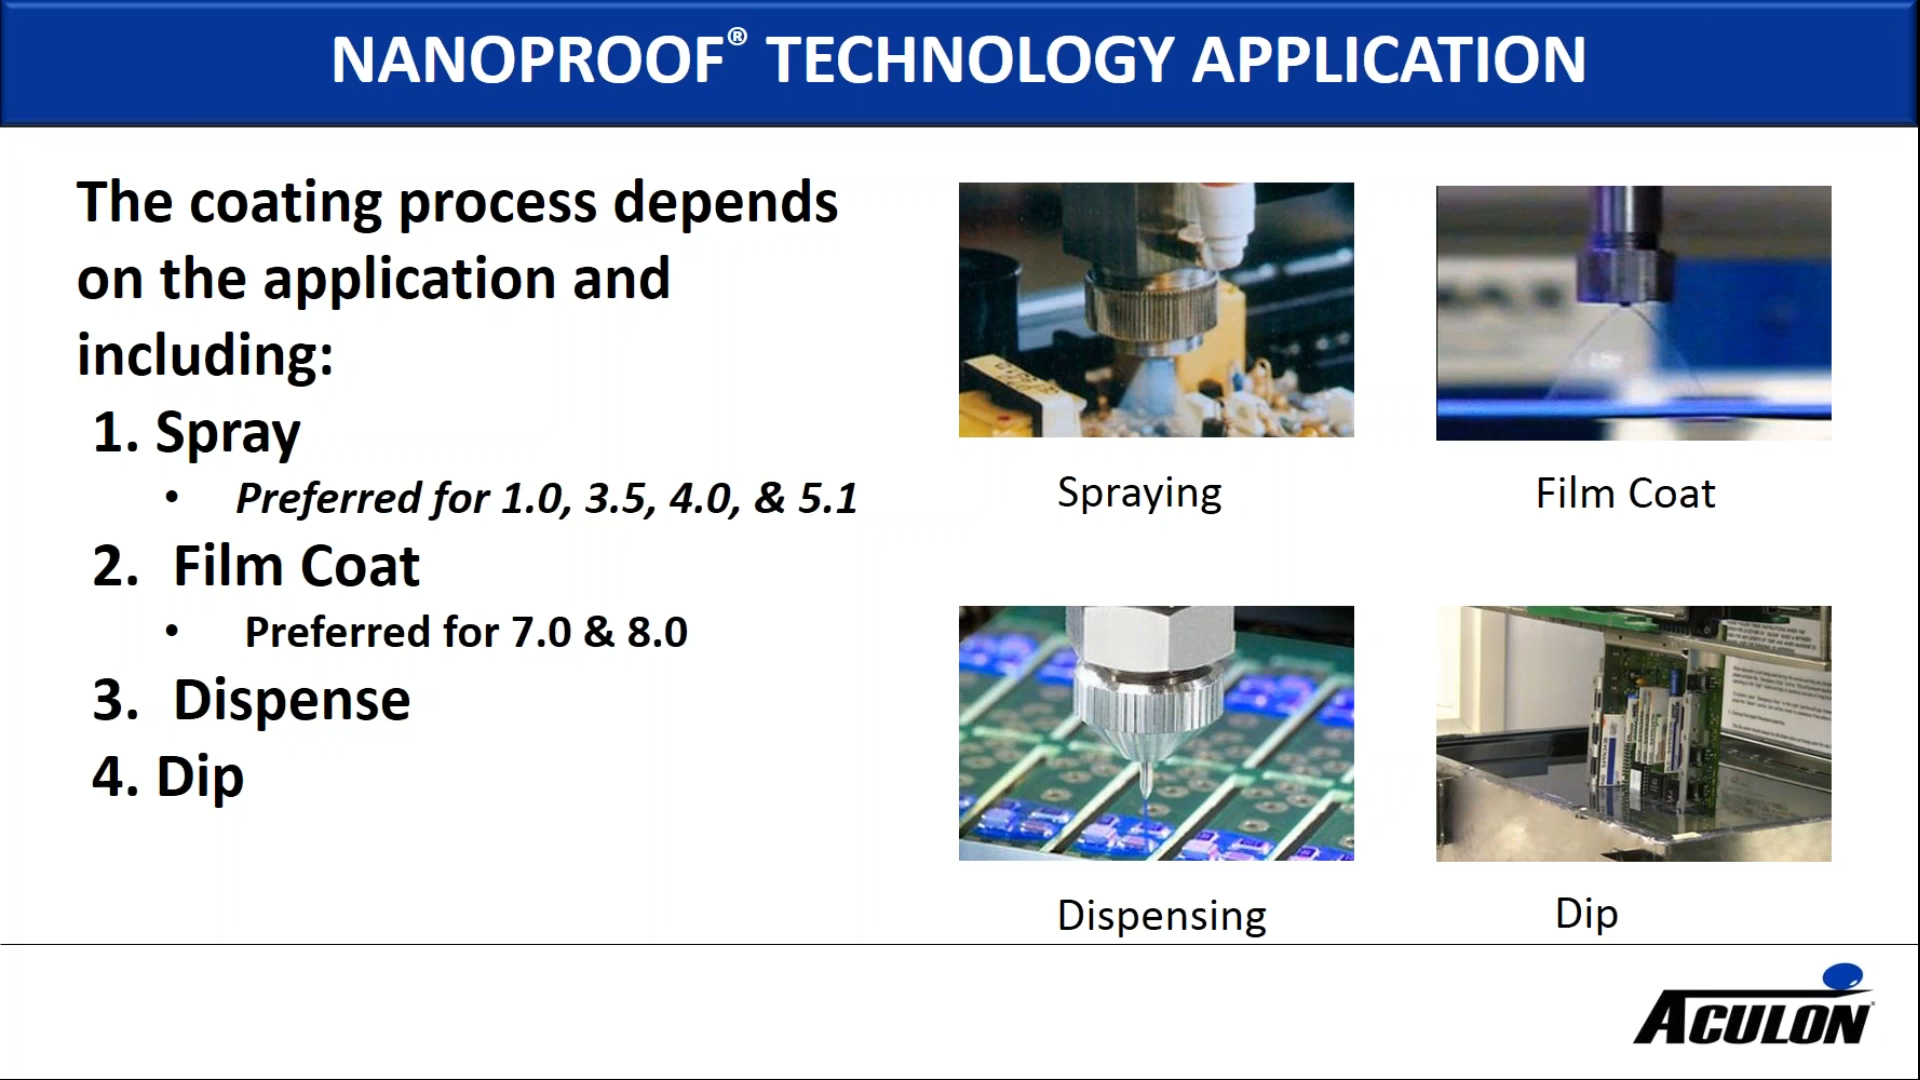 NANOPROOF® TECHNOLOGY APPLICATION
The coating process depends
on the application and
including:
1. Spray
• Preferred for 1.0, 3.5, 4.0, & 5.1
2. Film Coat
• Preferred for 7.0 & 8.0
3. Dispense
4. Dip
Spraying
Film Coat
Dispensing
Dip
ACULON